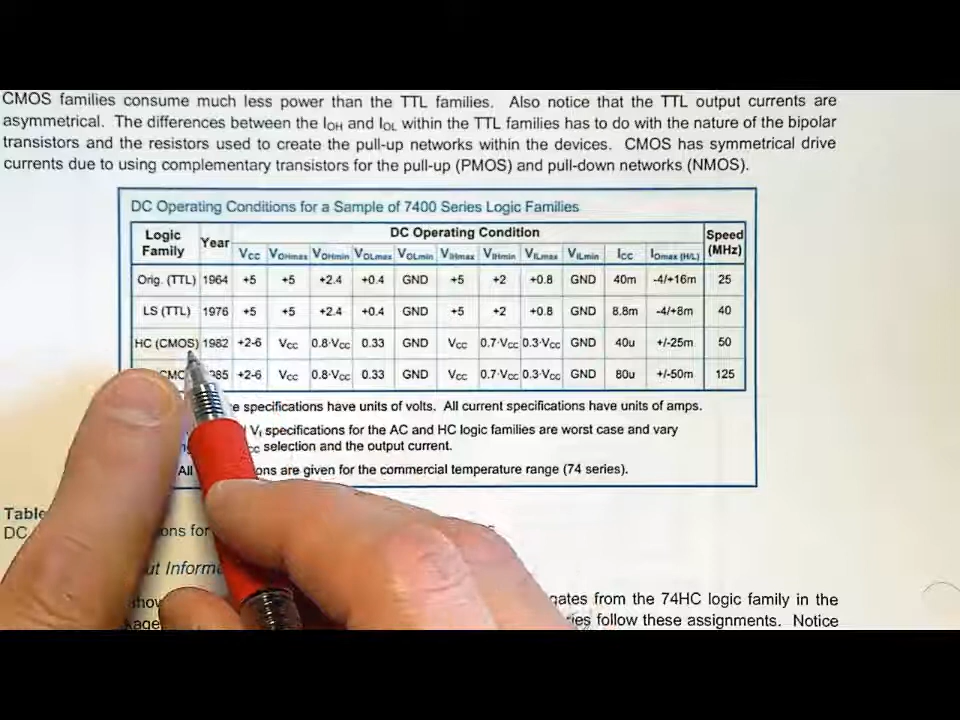 CMOS families consume much less power than the TTL families. Also notice that the TTL output currents are
asymmetrical. The differences between the IOH and IOL within the TTL families has to do with the nature of the bipolar
transistors and the resistors used to create the pull-up networks within the devices. CMOS has symmetrical drive
currents due to using complementary transistors for the pull-up (PMOS) and pull-down networks (NMOS).
DC Operating Conditions for a Sample of 7400 Series Logic Families
Logic Family Year DC Operating Condition Speed (MHz)
VCC VOHmax VOHmin VOLmax VOLmin VIHmax VIHmin VILmax VILmin ICC IOmax (H/L)
Orig. (TTL) 1964 +5 +5 +2.4 +0.4 GND +5 +2 +0.8 GND 40m -4/+16m 25
LS (TTL) 1976 +5 +5 +2.4 +0.4 GND +5 +2 +0.8 GND 8.8m -4/+8m 40
HC (CMOS) 1982 +2-6 VCC 0.8·VCC 0.33 GND VCC 0.7·VCC 0.3·VCC GND 40u +/-25m 50
+2-6 VCC 0.8·VCC 0.33 GND VCC 0.7·VCC 0.3·VCC GND 80u +/-50m 125
specifications have units of volts. All current specifications have units of amps.
VI specifications for the AC and HC logic families are worst case and vary
selection and the output current.
All are given for the commercial temperature range (74 series).
Table
DC for
gates from the 74HC logic family in the
follow these assignments. Notice